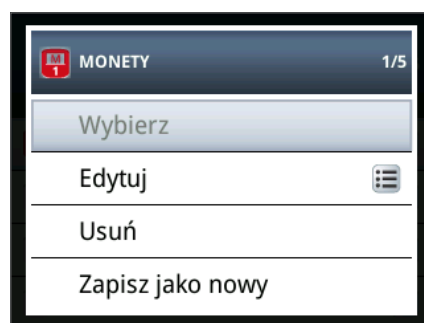 M
1
MONETY 1/5
Wybierz
Edytuj
Usuń
Zapisz jako nowy